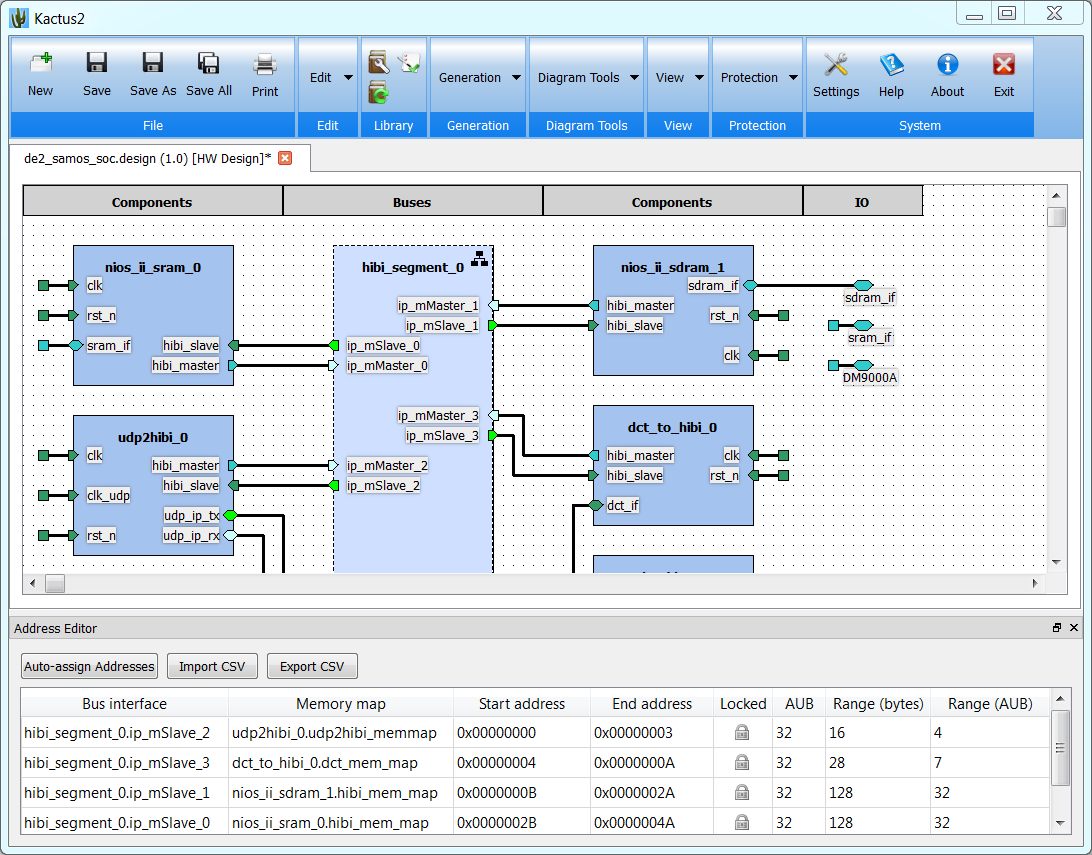 Kactus2
New Save Save As Save All Print Edit Generation Diagram Tools View Protection Settings Help About Exit
File Edit Library Generation Diagram Tools View Protection System
de2_samos_soc.design (1.0) [HW Design]*
Components Buses Components IO
nios_ii_sram_0
clk
rst_n
sram_if
hibi_slave
hibi_master
udp2hibi_0
clk
hibi_master
hibi_slave
clk_udp
udp_ip_tx
rst_n
udp_ip_rx
hibi_segment_0
ip_mMaster_1
ip_mSlave_1
ip_mSlave_0
ip_mMaster_0
ip_mMaster_3
ip_mSlave_3
ip_mMaster_2
ip_mSlave_2
nios_ii_sdram_1
sdram_if
hibi_master
rst_n
hibi_slave
clk
dct_to_hibi_0
hibi_master
clk
hibi_slave
rst_n
dct_if
sdram_if
sram_if
DM9000A
Address Editor
Auto-assign Addresses Import CSV Export CSV
Bus interface Memory map Start address End address Locked AUB Range (bytes) Range (AUB)
hibi_segment_0.ip_mSlave_2 udp2hibi_0.udp2hibi_memmap 0x00000000 0x00000003 32 16 4
hibi_segment_0.ip_mSlave_3 dct_to_hibi_0.dct_mem_map 0x00000004 0x0000000A 32 28 7
hibi_segment_0.ip_mSlave_1 nios_ii_sdram_1.hibi_mem_map 0x0000000B 0x0000002A 32 128 32
hibi_segment_0.ip_mSlave_0 nios_ii_sram_0.hibi_mem_map 0x0000002B 0x0000004A 32 128 32